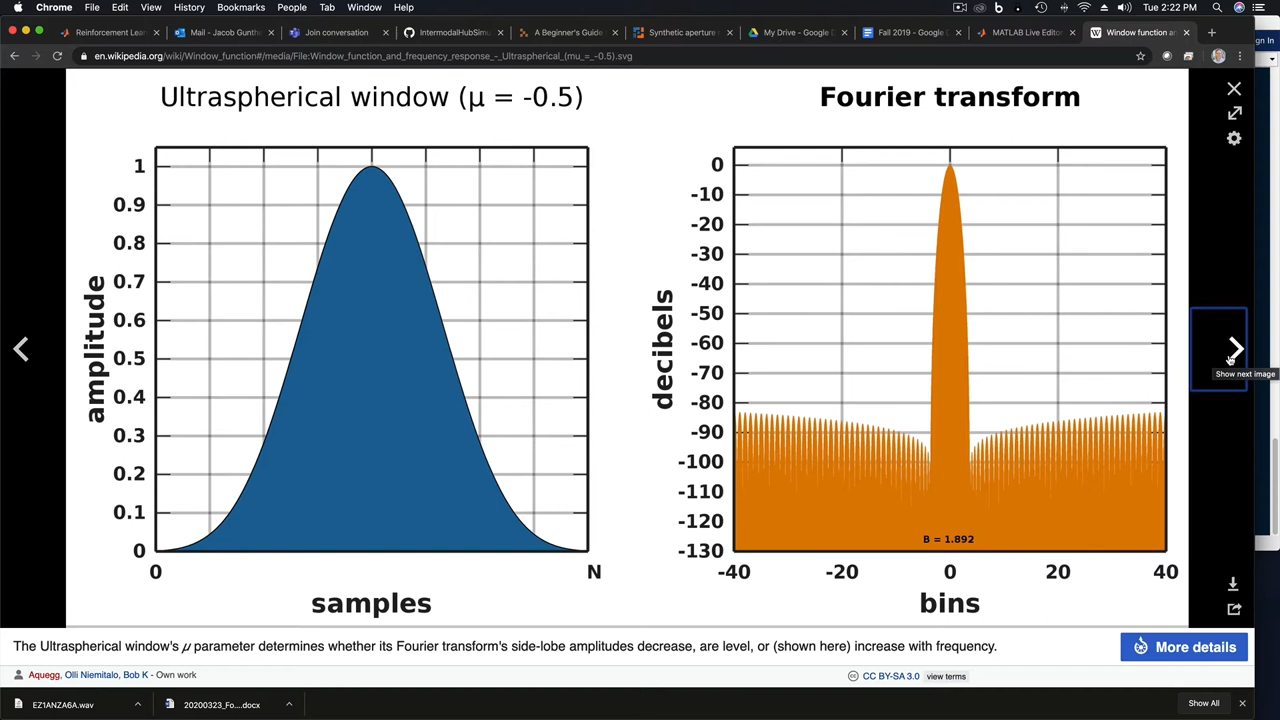 Chrome File Edit View History Bookmarks People Tab Window Help
Tue 2:22 PM
Reinforcement Lear
Mail - Jacob Gunthe
Join conversation
IntermodalHubSimu
A Beginner's Guide
Synthetic aperture
My Drive - Google D
Fall 2019 - Google D
MATLAB Live Editor
Window function an
en.wikipedia.org/wiki/Window_function#/media/File:Window_function_and_frequency_response_-_Ultraspherical_(mu_=_-0.5).svg
Ultraspherical window (μ = -0.5)
amplitude
1
0.9
0.8
0.7
0.6
0.5
0.4
0.3
0.2
0.1
0
0 N
samples
Fourier transform
decibels
0
-10
-20
-30
-40
-50
-60
-70
-80
-90
-100
-110
-120
-130
B = 1.892
-40 -20 0 20 40
bins
Show next image
The Ultraspherical window's μ parameter determines whether its Fourier transform's side-lobe amplitudes decrease, are level, or (shown here) increase with frequency.
More details
Aquegg, Olli Niemitalo, Bob K - Own work
CC BY-SA 3.0 view terms
EZ1ANZA6A.wav
20200323_Fo....docx
Show All